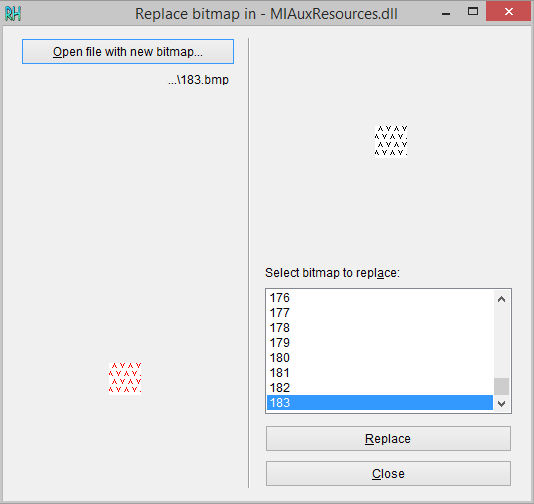 RH
Replace bitmap in - MIAuxResources.dll
Open file with new bitmap...
...\183.bmp
Select bitmap to replace:
176
177
178
179
180
181
182
183
Replace
Close